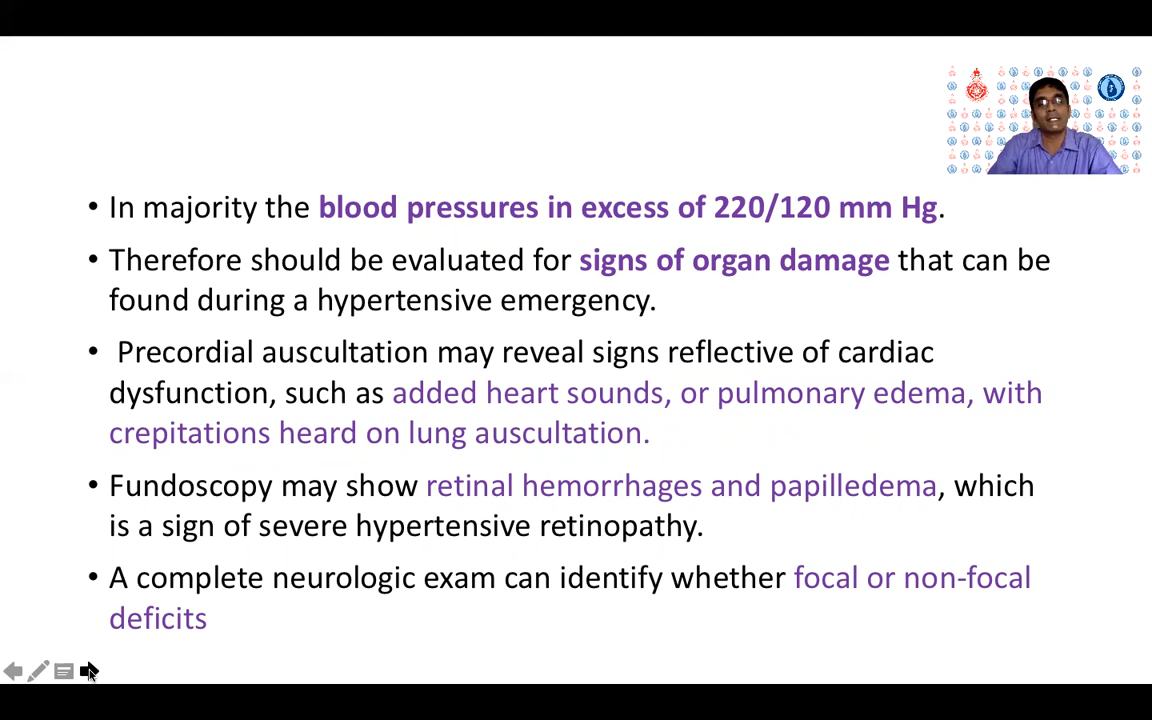 • In majority the blood pressures in excess of 220/120 mm Hg.
• Therefore should be evaluated for signs of organ damage that can be
found during a hypertensive emergency.
• Precordial auscultation may reveal signs reflective of cardiac
dysfunction, such as added heart sounds, or pulmonary edema, with
crepitations heard on lung auscultation.
• Fundoscopy may show retinal hemorrhages and papilledema, which
is a sign of severe hypertensive retinopathy.
• A complete neurologic exam can identify whether focal or non-focal
deficits